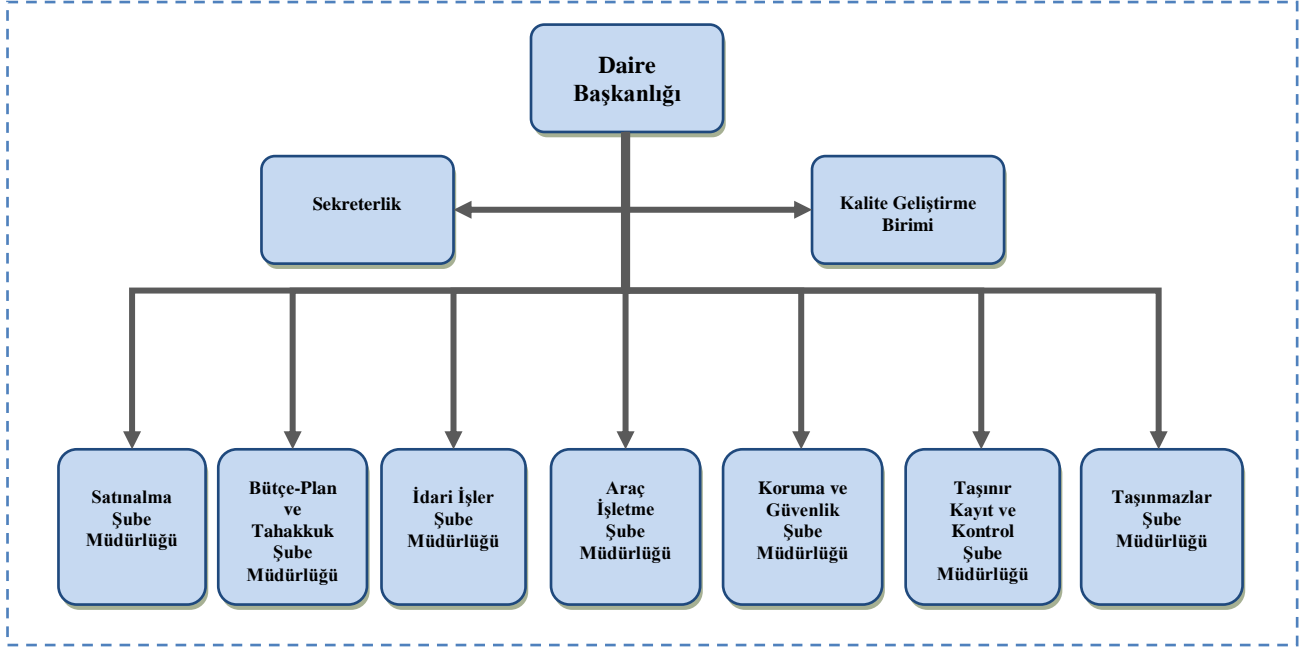 Daire
Başkanlığı
Sekreterlik
Kalite Geliştirme
Birimi
Satınalma
Şube
Müdürlüğü
Bütçe-Plan
ve
Tahakkuk
Şube
Müdürlüğü
İdari İşler
Şube
Müdürlüğü
Araç
İşletme
Şube
Müdürlüğü
Koruma ve
Güvenlik
Şube
Müdürlüğü
Taşınır
Kayıt ve
Kontrol
Şube
Müdürlüğü
Taşınmazlar
Şube
Müdürlüğü